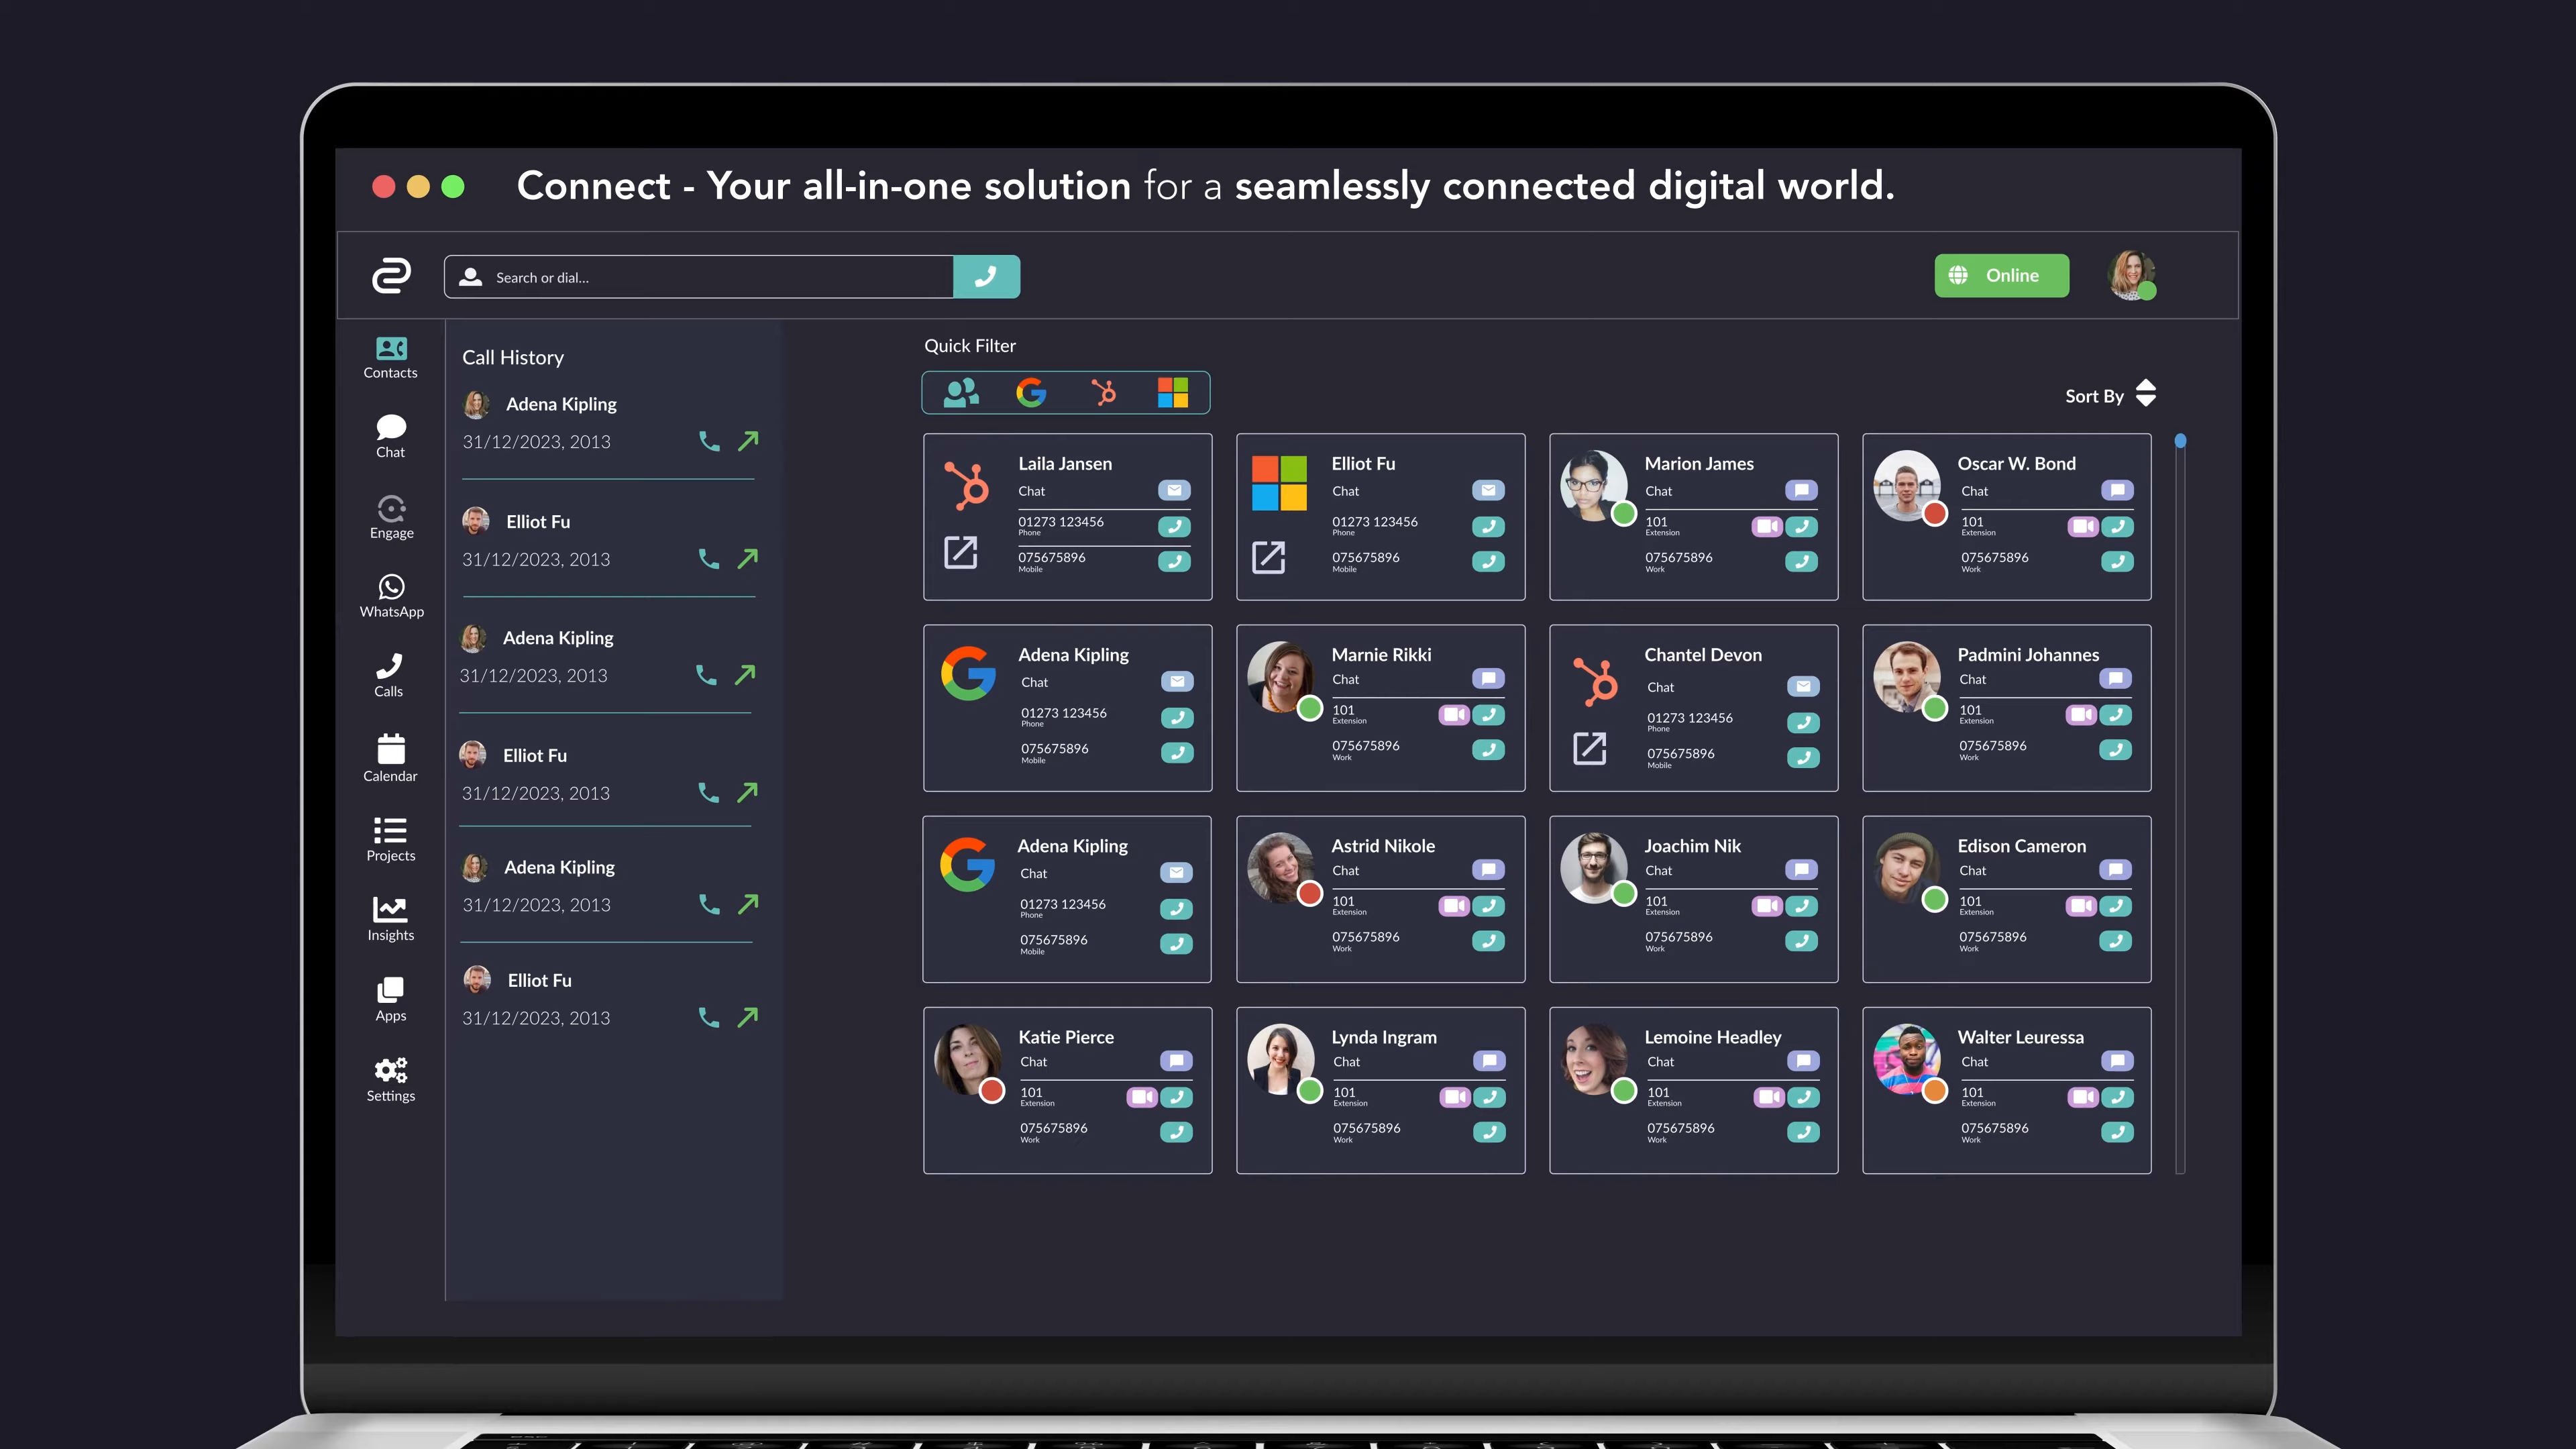 Connect - Your all-in-one solution for a seamlessly connected digital world.
Search or dial...
Online
Contacts
Chat
Engage
WhatsApp
Calls
Calendar
Projects
Insights
Apps
Settings
Call History
Adena Kipling
31/12/2023, 2013
Elliot Fu
31/12/2023, 2013
Adena Kipling
31/12/2023, 2013
Elliot Fu
31/12/2023, 2013
Adena Kipling
31/12/2023, 2013
Elliot Fu
31/12/2023, 2013
Quick Filter
Sort By
Laila Jansen
Chat
01273 123456
Phone
075675896
Mobile
Elliot Fu
Chat
01273 123456
Phone
075675896
Mobile
Marion James
Chat
101
Extension
075675896
Work
Oscar W. Bond
Chat
101
Extension
075675896
Work
Adena Kipling
Chat
01273 123456
Phone
075675896
Mobile
Marnie Rikki
Chat
101
Extension
075675896
Work
Chantel Devon
Chat
01273 123456
Phone
075675896
Mobile
Padmini Johannes
Chat
101
Extension
075675896
Work
Adena Kipling
Chat
01273 123456
Phone
075675896
Mobile
Astrid Nikole
Chat
101
Extension
075675896
Work
Joachim Nik
Chat
101
Extension
075675896
Work
Edison Cameron
Chat
101
Extension
075675896
Work
Katie Pierce
Chat
101
Extension
075675896
Work
Lynda Ingram
Chat
101
Extension
075675896
Work
Lemoine Headley
Chat
101
Extension
075675896
Work
Walter Leuressa
Chat
101
Extension
075675896
Work